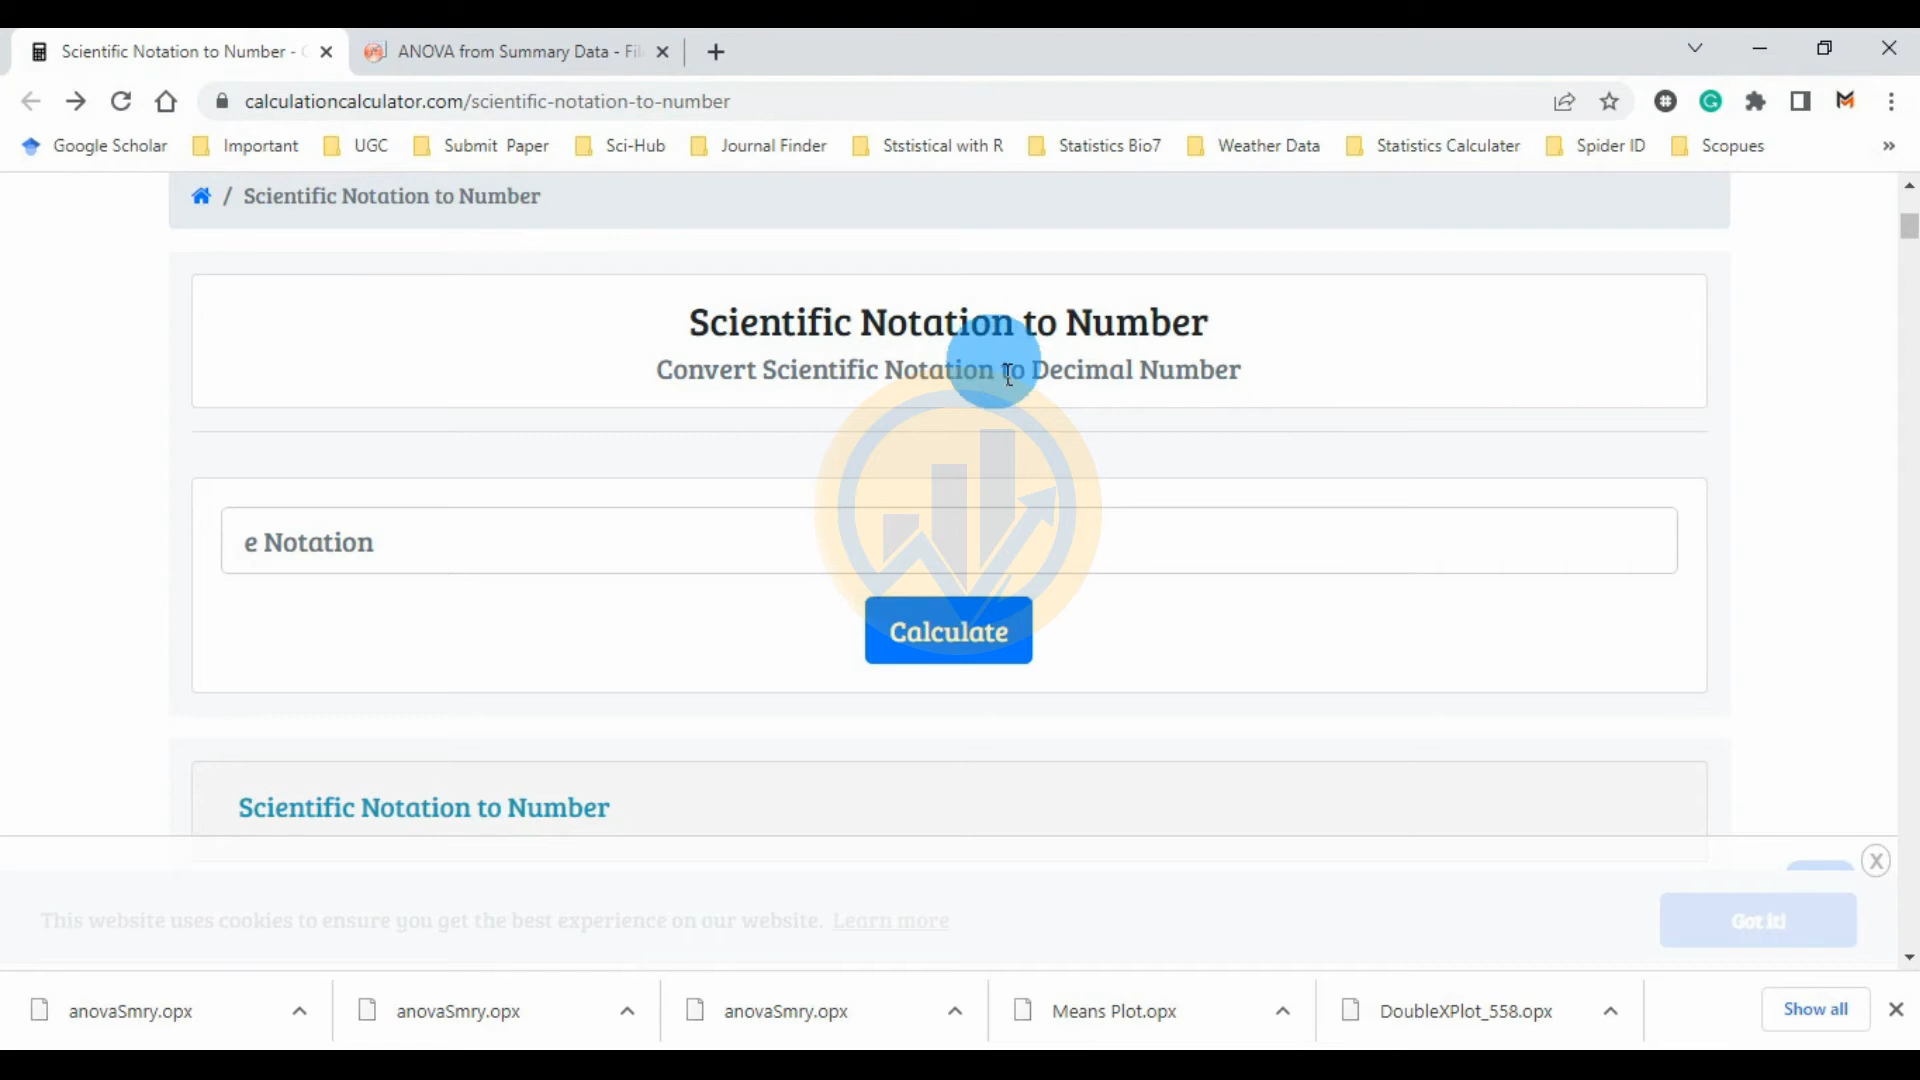 Scientific Notation to Number - C
ANOVA from Summary Data - Fil
calculationcalculator.com/scientific-notation-to-number
Google Scholar Important UGC Submit Paper Sci-Hub Journal Finder Ststistical with R Statistics Bio7 Weather Data Statistics Calculater Spider ID Scopues »
/ Scientific Notation to Number
Scientific Notation to Number
Convert Scientific Notation to Decimal Number
e Notation
Calculate
Scientific Notation to Number
X
This website uses cookies to ensure you get the best experience on our website. Learn more
Got it!
anovaSmry.opx anovaSmry.opx anovaSmry.opx Means Plot.opx DoubleXPlot_558.opx Show all